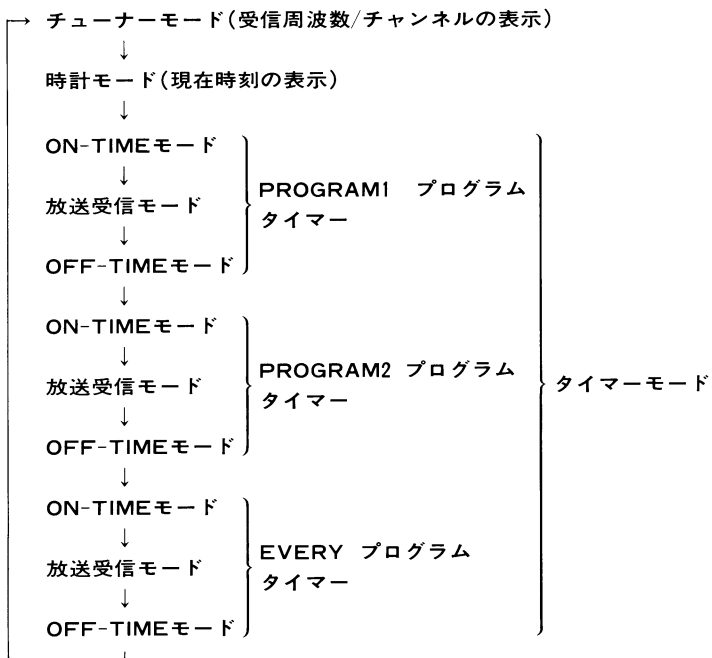 チューナーモード(受信周波数/チャンネルの表示)
↓
時計モード(現在時刻の表示)
↓
ON-TIMEモード
↓
放送受信モード
↓
OFF-TIMEモード
PROGRAM1 プログラム
タイマー
↓
ON-TIMEモード
↓
放送受信モード
↓
OFF-TIMEモード
PROGRAM2 プログラム
タイマー
↓
ON-TIMEモード
↓
放送受信モード
↓
OFF-TIMEモード
EVERY プログラム
タイマー
タイマーモード